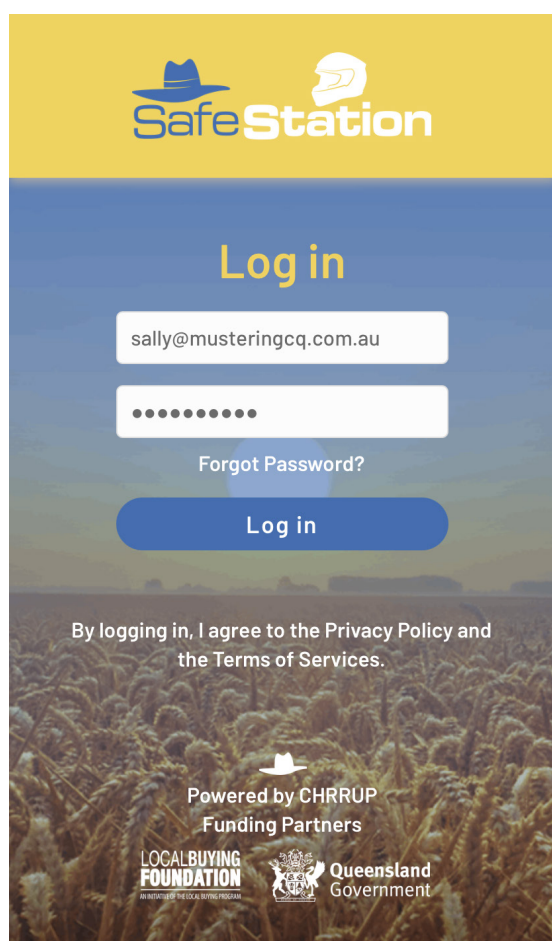 SafeStation
Log in
sally@musteringcq.com.au
••••••••••
Forgot Password?
Log in
By logging in, I agree to the Privacy Policy and
the Terms of Services.
Powered by CHRRUP
Funding Partners
LOCALBUYING
FOUNDATION
AN INITIATIVE OF THE LOCAL BUYING PROGRAM
Queensland
Government